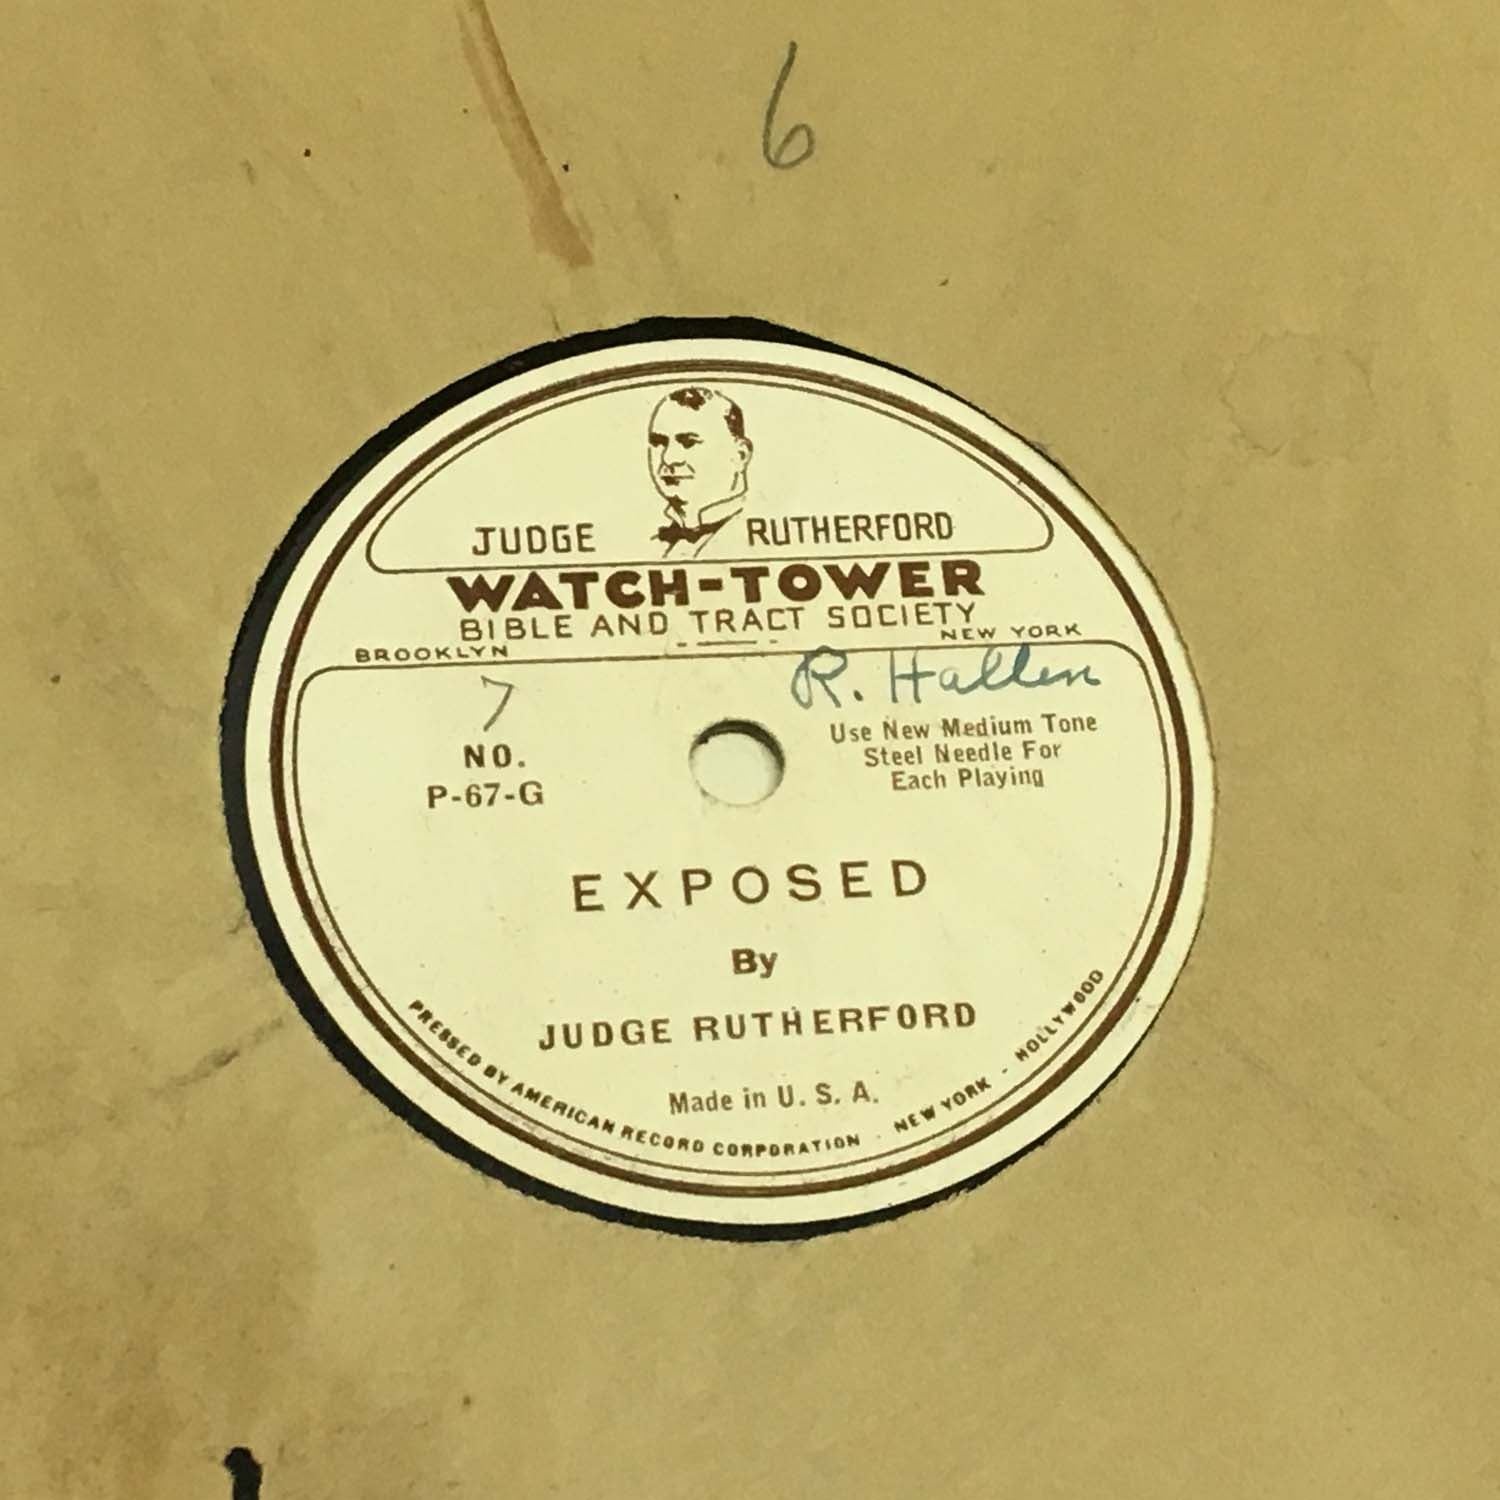 6
JUDGE RUTHERFORD
WATCH-TOWER
BIBLE AND TRACT SOCIETY
BROOKLYN NEW YORK
7
R. Hallen
NO.
P-67-G
Use New Medium Tone
Steel Needle For
Each Playing
EXPOSED
By
JUDGE RUTHERFORD
Made in U. S. A.
PRESSED BY AMERICAN RECORD CORPORATION - NEW YORK - HOLLYWOOD